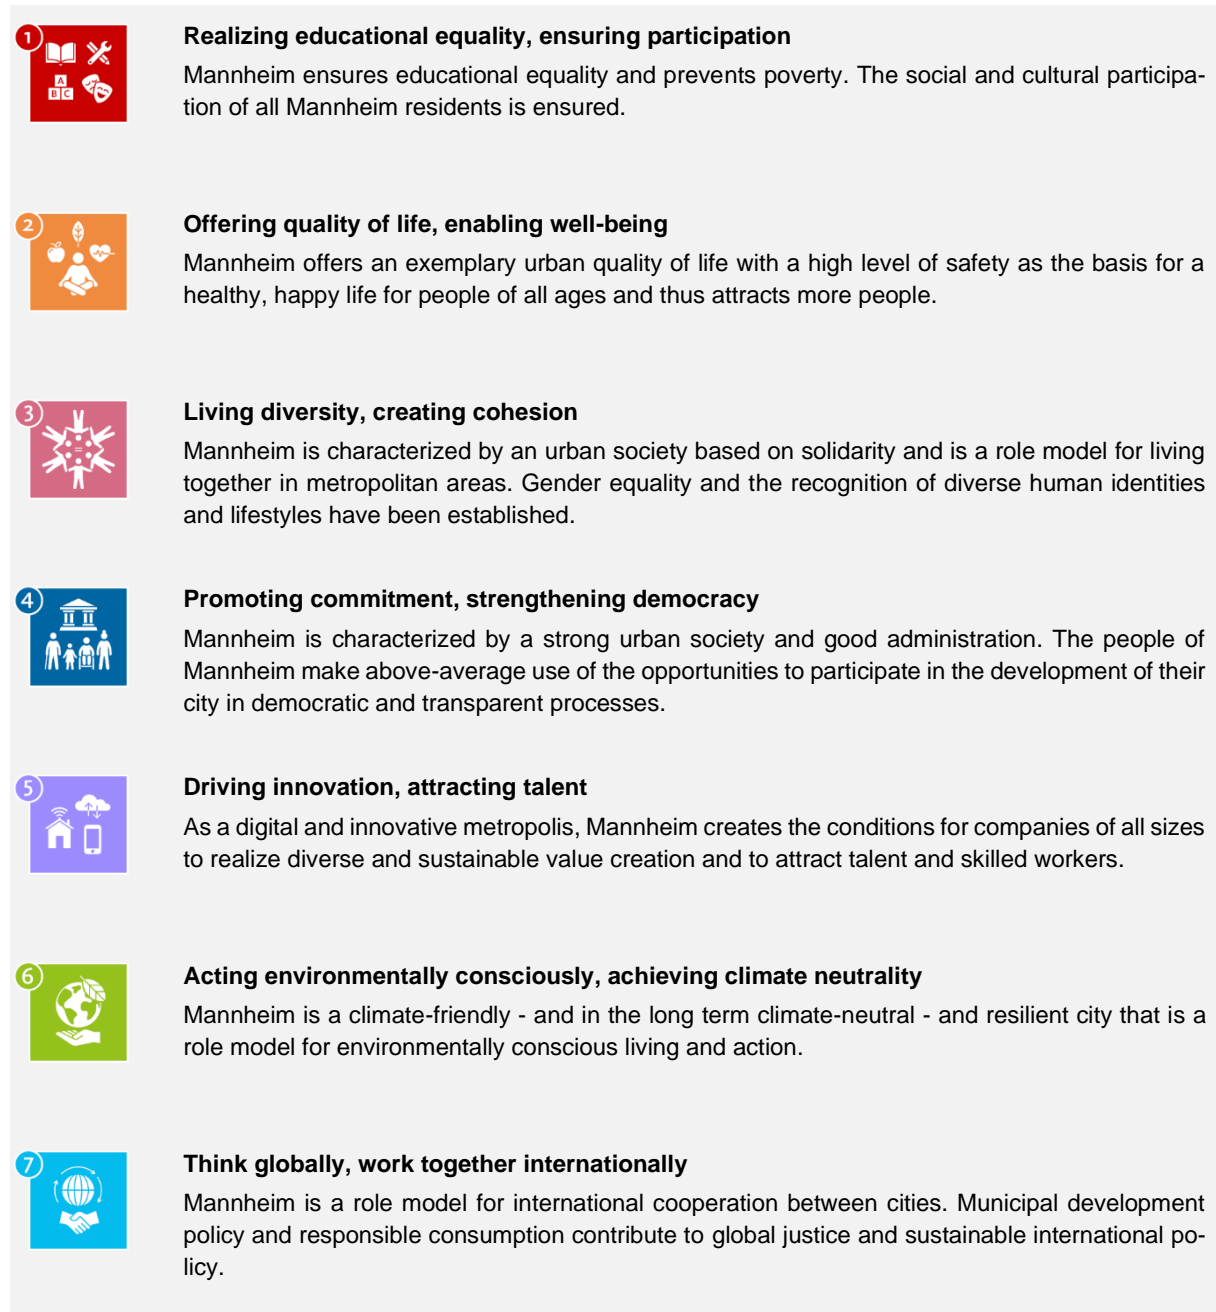 1
Realizing educational equality, ensuring participation
Mannheim ensures educational equality and prevents poverty. The social and cultural participa-
tion of all Mannheim residents is ensured.
A
B C
2
Offering quality of life, enabling well-being
Mannheim offers an exemplary urban quality of life with a high level of safety as the basis for a
healthy, happy life for people of all ages and thus attracts more people.
3
Living diversity, creating cohesion
Mannheim is characterized by an urban society based on solidarity and is a role model for living
together in metropolitan areas. Gender equality and the recognition of diverse human identities
and lifestyles have been established.
=
4
Promoting commitment, strengthening democracy
Mannheim is characterized by a strong urban society and good administration. The people of
Mannheim make above-average use of the opportunities to participate in the development of their
city in democratic and transparent processes.
5
Driving innovation, attracting talent
As a digital and innovative metropolis, Mannheim creates the conditions for companies of all sizes
to realize diverse and sustainable value creation and to attract talent and skilled workers.
6
Acting environmentally consciously, achieving climate neutrality
Mannheim is a climate-friendly - and in the long term climate-neutral - and resilient city that is a
role model for environmentally conscious living and action.
7
Think globally, work together internationally
Mannheim is a role model for international cooperation between cities. Municipal development
policy and responsible consumption contribute to global justice and sustainable international po-
licy.